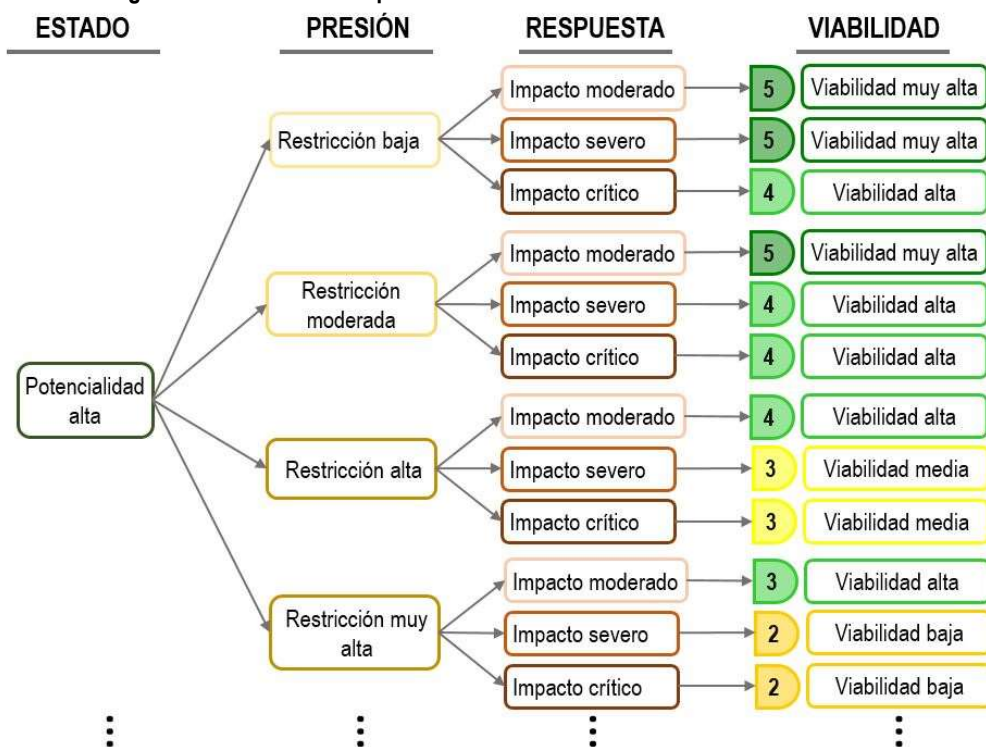 ESTADO PRESIÓN RESPUESTA VIABILIDAD
Potencialidad
alta
Restricción baja
Impacto moderado 5 Viabilidad muy alta
Impacto severo 5 Viabilidad muy alta
Impacto crítico 4 Viabilidad alta
Restricción
moderada
Impacto moderado 5 Viabilidad muy alta
Impacto severo 4 Viabilidad alta
Impacto crítico 4 Viabilidad alta
Restricción alta
Impacto moderado 4 Viabilidad alta
Impacto severo 3 Viabilidad media
Impacto crítico 3 Viabilidad media
Restricción muy
alta
Impacto moderado 3 Viabilidad alta
Impacto severo 2 Viabilidad baja
Impacto crítico 2 Viabilidad baja